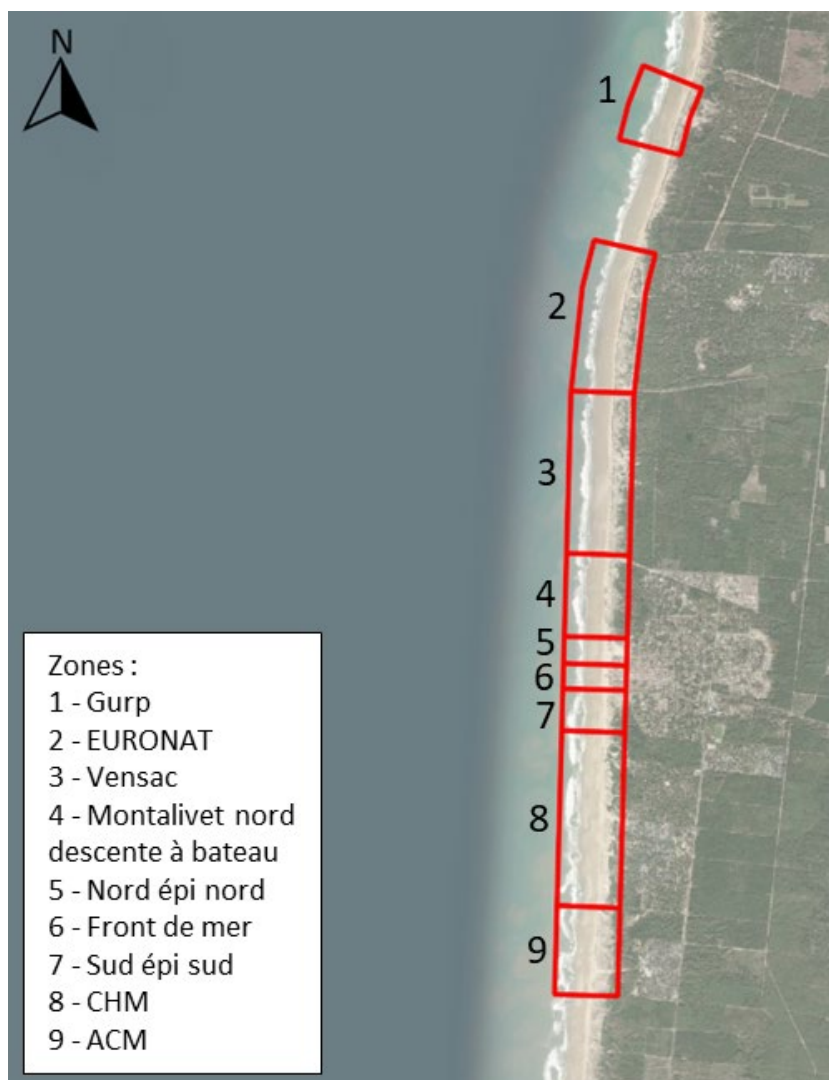 N
1
2
3
4
5
6
7
8
9
Zones :
1 - Gurp
2 - EURONAT
3 - Vensac
4 - Montalivet nord
descente à bateau
5 - Nord épi nord
6 - Front de mer
7 - Sud épi sud
8 - CHM
9 - ACM